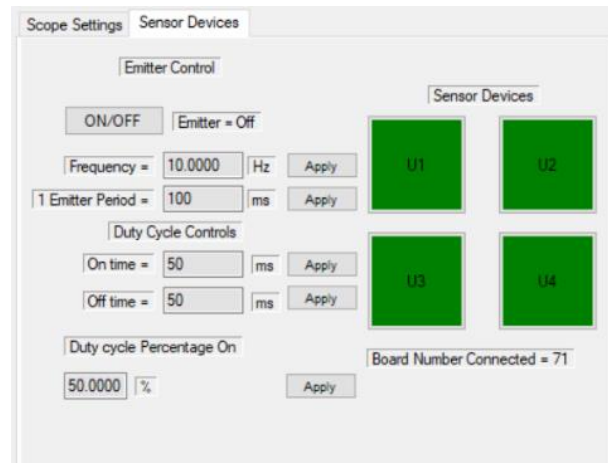 Scope Settings Sensor Devices
Emitter Control
ON/OFF Emitter = Off
Frequency = 10.0000 Hz Apply
1 Emitter Period = 100 ms Apply
Duty Cycle Controls
On time = 50 ms Apply
Off time = 50 ms Apply
Duty cycle Percentage On
50.0000 % Apply
Sensor Devices
U1 U2
U3 U4
Board Number Connected = 71